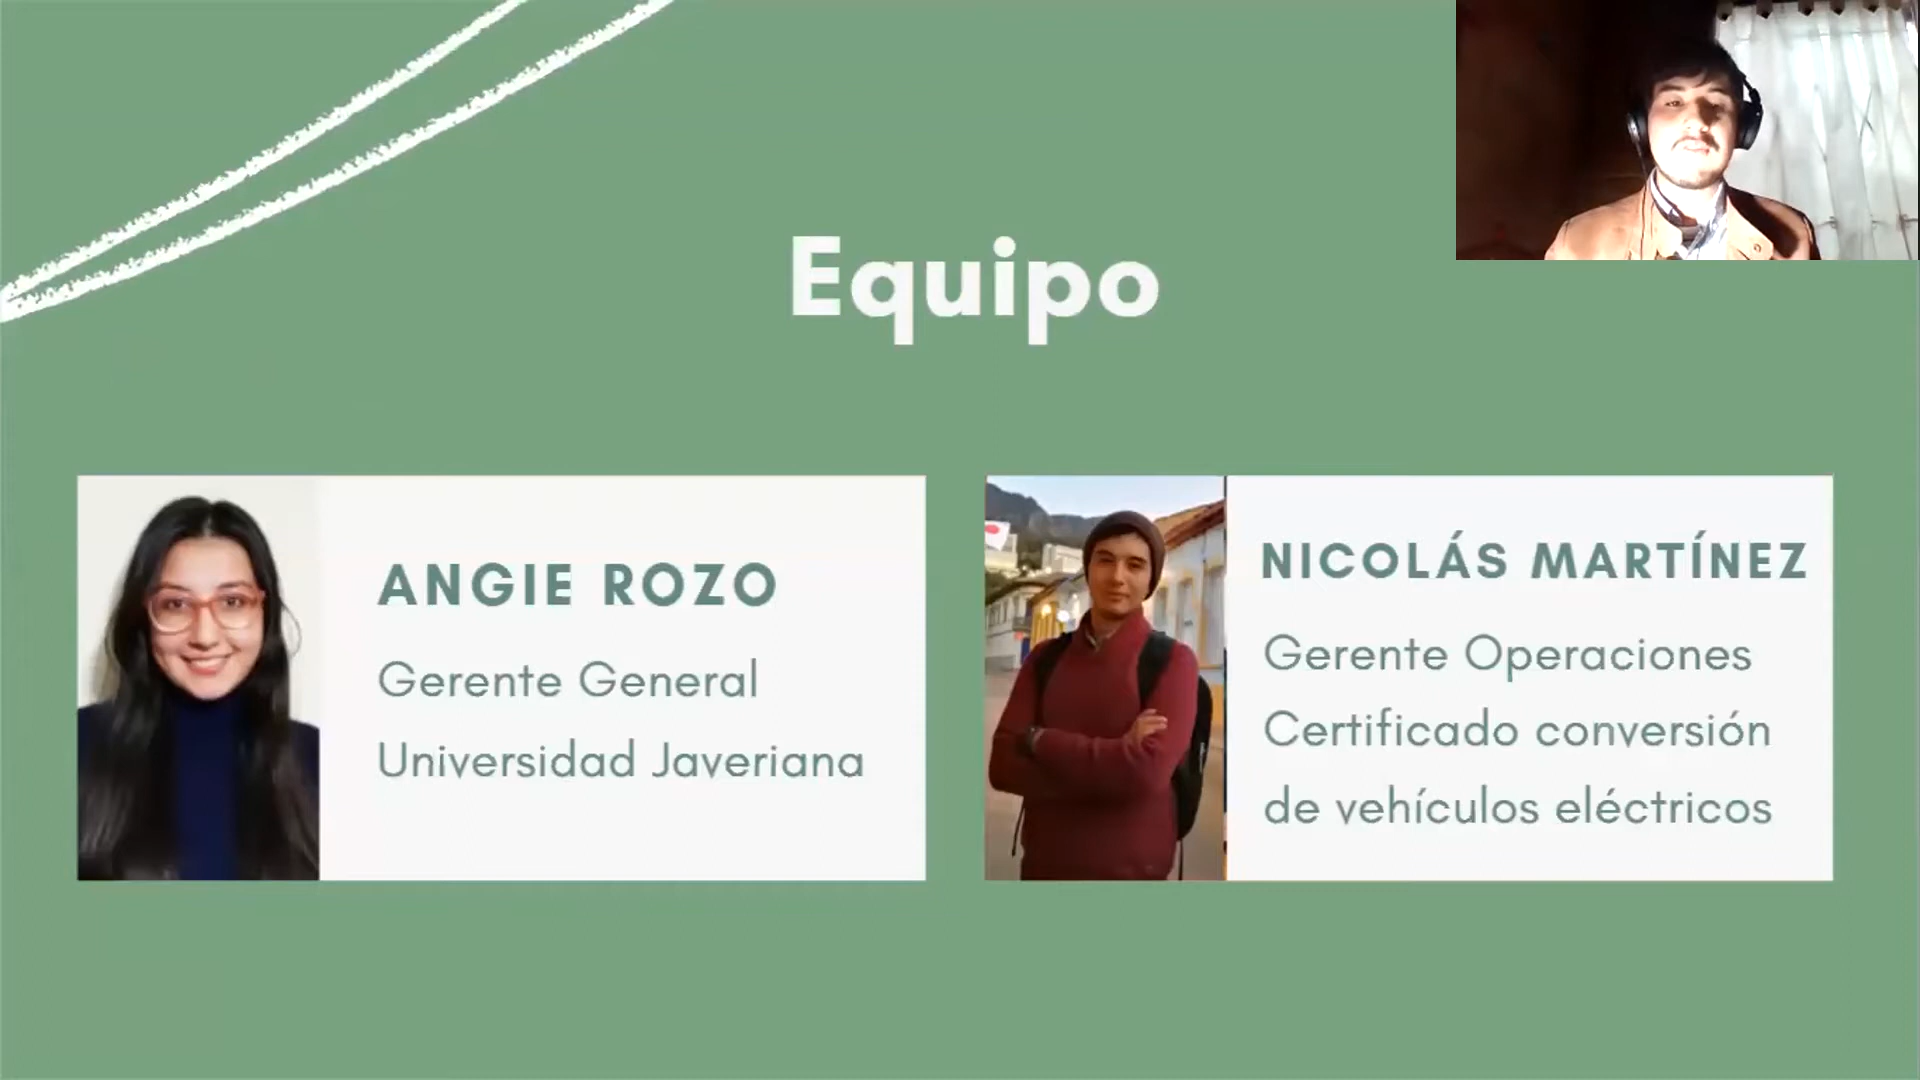 Equipo
ANGIE ROZO
Gerente General
Universidad Javeriana
NICOLÁS MARTÍNEZ
Gerente Operaciones
Certificado conversión
de vehículos eléctricos